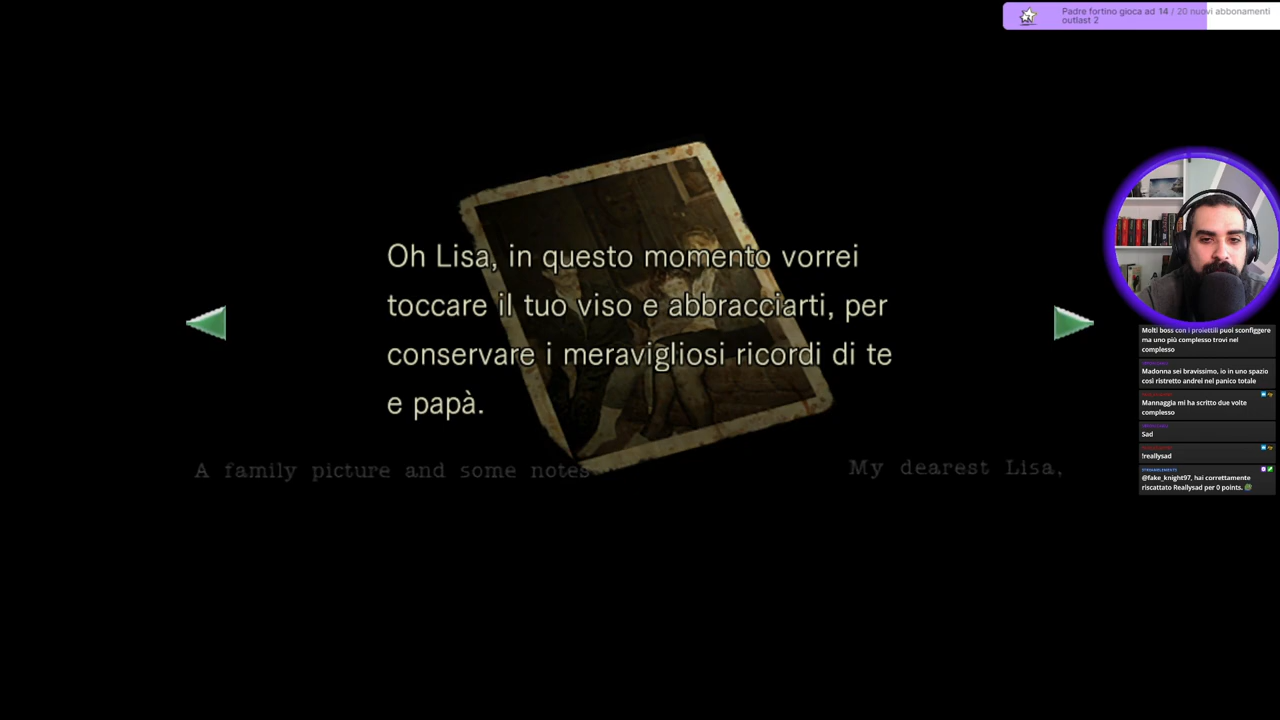 Padre fortino gioca ad 14 / 20 nuovi abbonamenti
outlast 2
Oh Lisa, in questo momento vorrei
toccare il tuo viso e abbracciarti, per
conservare i meravigliosi ricordi di te
e papà.
A family picture and some notes
My dearest Lisa,
Molti boss con i proiettili puoi sconfiggere
ma uno più complesso trovi nel
complesso
Madonna sei bravissimo, io in uno spazio
così ristretto andrei nel panico totale
Mannaggia mi ha scritto due volte
complesso
Sad
!reallysad
@fake_knight97, hai correttamente
riscattato Reallysad per 0 points.